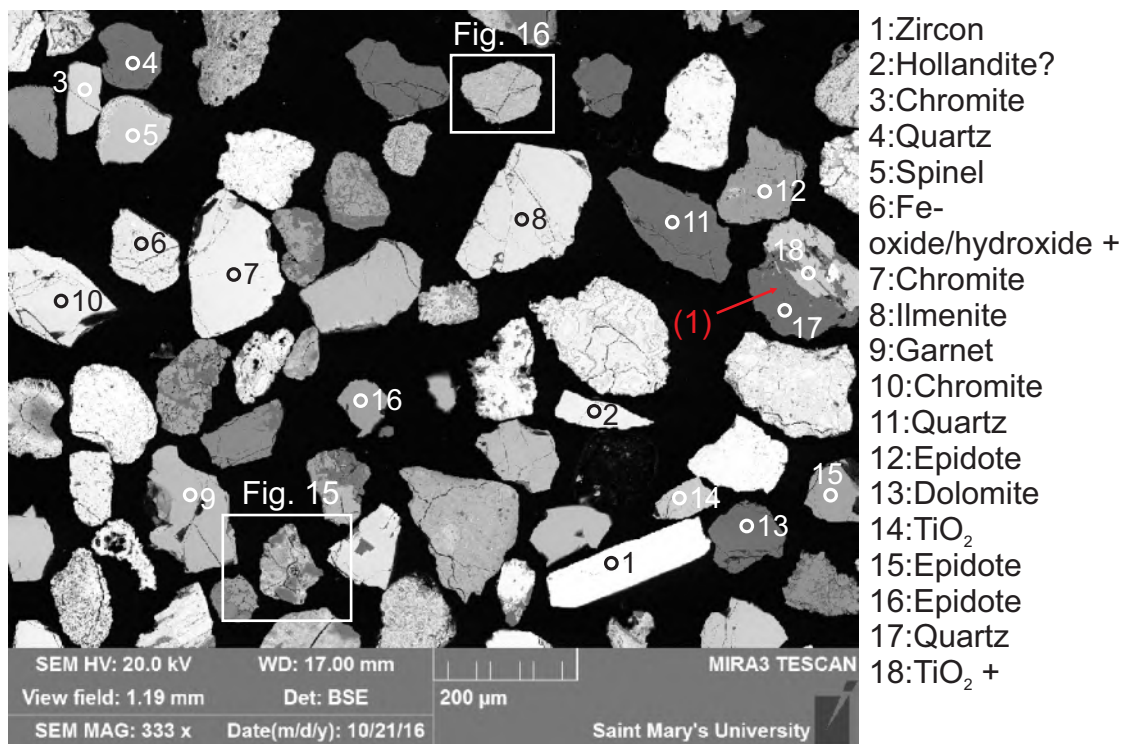 Fig. 16
3
4
5
12
11
8
6
18
7
10
(1)
17
16
2
15
Fig. 15
9
14
13
1
SEM HV: 20.0 kV
WD: 17.00 mm
MIRA3 TESCAN
View field: 1.19 mm
Det: BSE
200 µm
SEM MAG: 333 x
Date(m/d/y): 10/21/16
Saint Mary's University
1:Zircon
2:Hollandite?
3:Chromite
4:Quartz
5:Spinel
6:Fe-
oxide/hydroxide +
7:Chromite
8:Ilmenite
9:Garnet
10:Chromite
11:Quartz
12:Epidote
13:Dolomite
14:TiO₂
15:Epidote
16:Epidote
17:Quartz
18:TiO₂ +